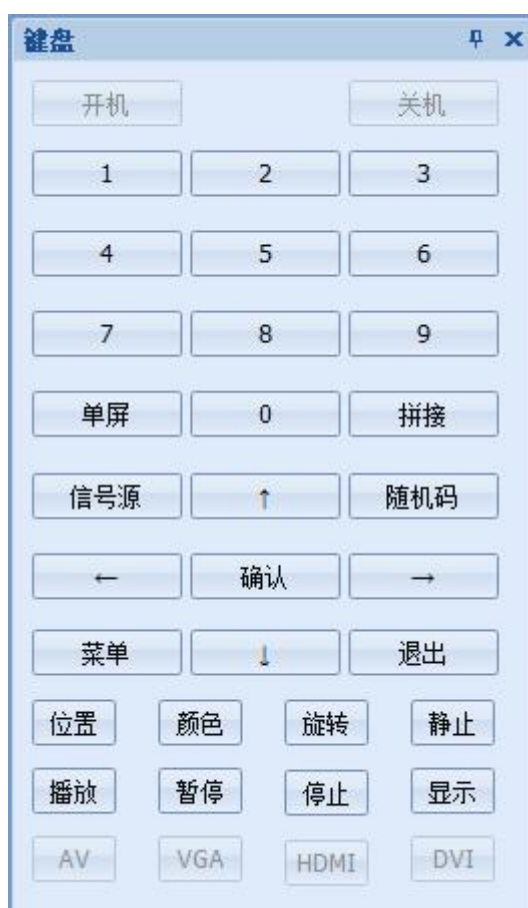 键盘
开机 关机
1 2 3
4 5 6
7 8 9
单屏 0 拼接
信号源 ↑ 随机码
← 确认 →
菜单 ↓ 退出
位置 颜色 旋转 静止
播放 暂停 停止 显示
AV VGA HDMI DVI